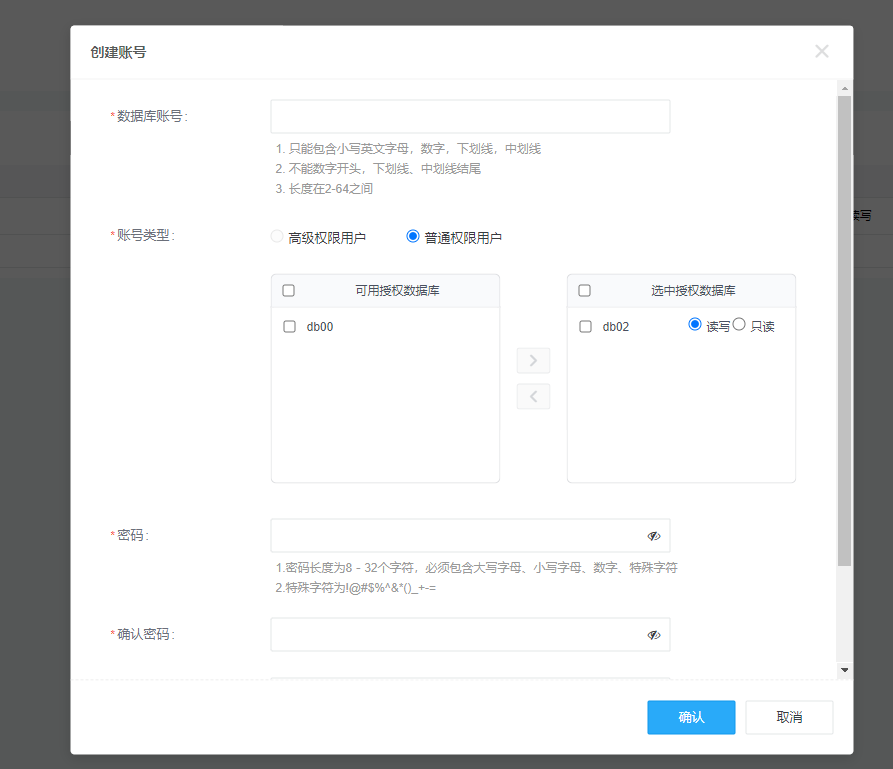 创建账号
*数据库账号:
1. 只能包含小写英文字母，数字，下划线，中划线
2. 不能数字开头，下划线、中划线结尾
3. 长度在2-64之间
读写
*账号类型:
高级权限用户 普通权限用户
可用授权数据库 选中授权数据库
db00 db02 读写 只读
*密码:
1.密码长度为8 - 32个字符，必须包含大写字母、小写字母、数字、特殊字符
2.特殊字符为!@#$%^&*()_+-=
*确认密码:
确认 取消